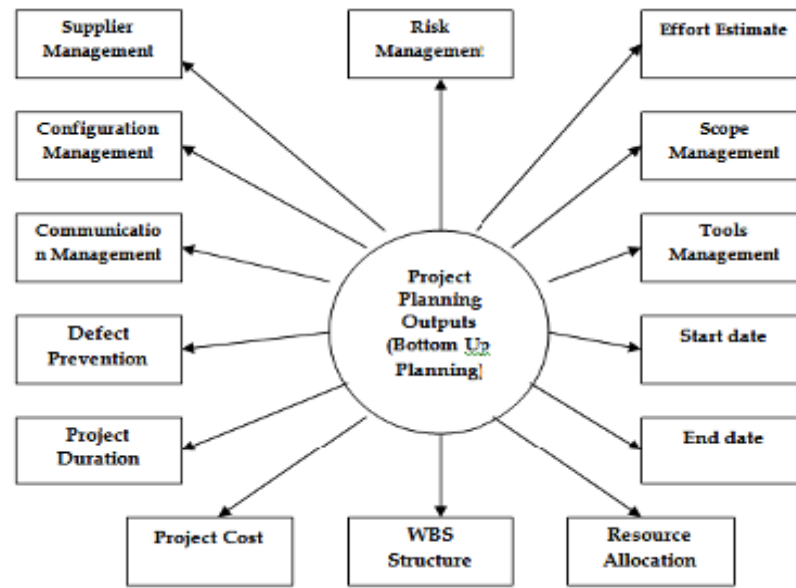 Supplier
Management
Risk
Management
Effort Estimate
Configuration
Management
Scope
Management
Communicatio
n Management
Tools
Management
Project
Planning
Outputs
(Bottom Up
Planning)
Defect
Prevention
Start date
Project
Duration
End date
Project Cost
WBS
Structure
Resource
Allocation